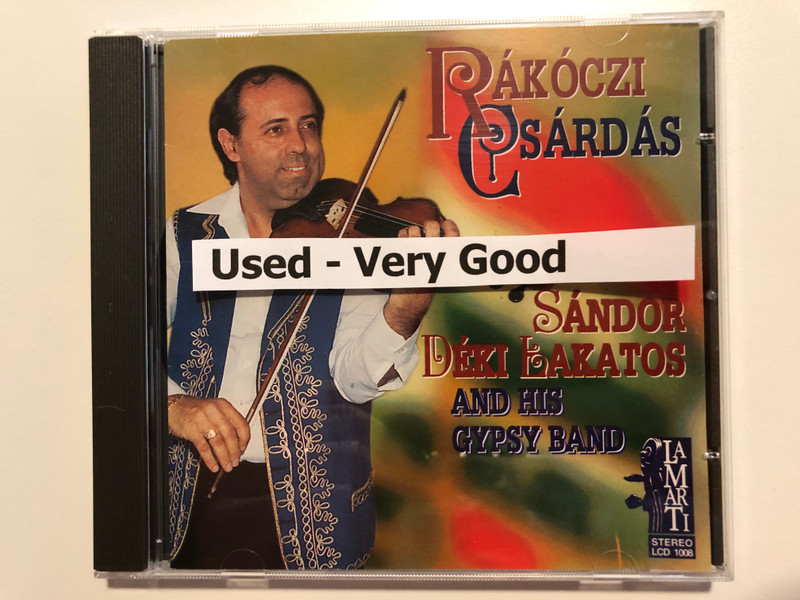 RÁKÓCZI
CSÁRDÁS
Used - Very Good
SÁNDOR
DÉKI LAKATOS
AND HIS
GYPSY BAND
LA
MAR
TI
STEREO
LCD 1008